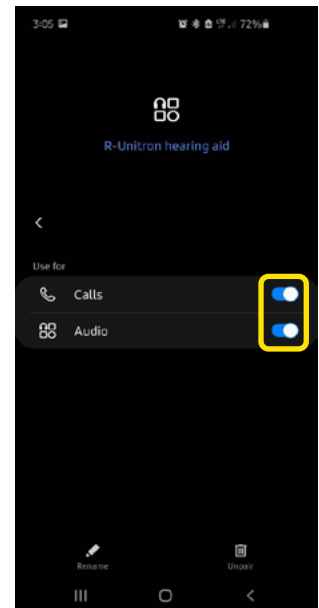 3:05 72%
R-Unitron hearing aid
Use for
Calls
Audio
Rename Unpair